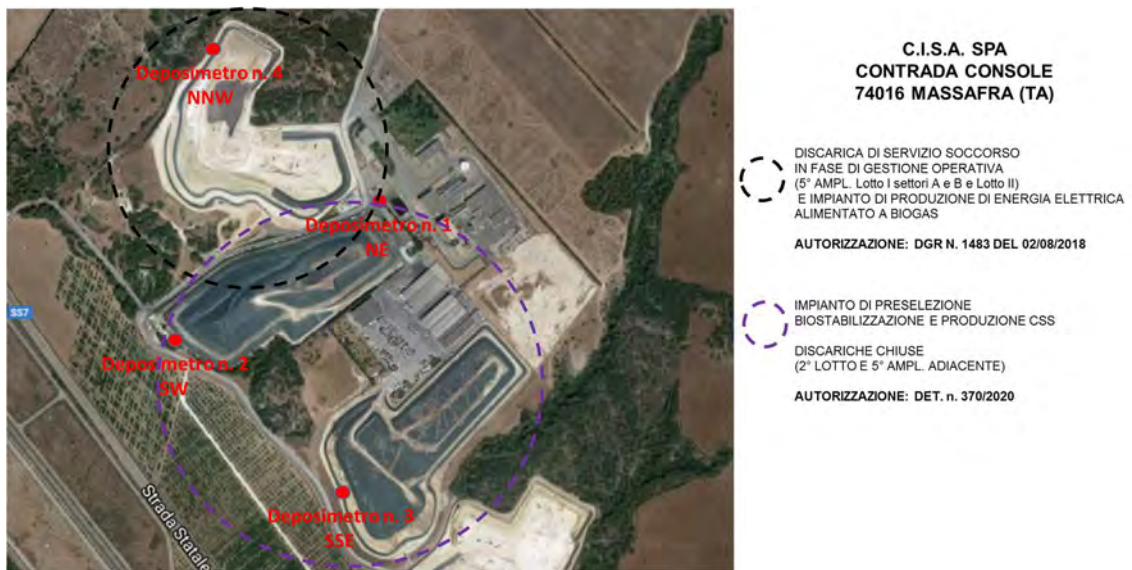 Deposimetro n. 4
NNW
Deposimetro n. 1
NE
SS7
Deposimetro n. 2
SW
Deposimetro n. 3
SSE
Strada Statale
C.I.S.A. SPA
CONTRADA CONSOLE
74016 MASSAFRA (TA)
DISCARICA DI SERVIZIO SOCCORSO
IN FASE DI GESTIONE OPERATIVA
(5° AMPL. Lotto I settori A e B e Lotto II)
E IMPIANTO DI PRODUZIONE DI ENERGIA ELETTRICA
ALIMENTATO A BIOGAS
AUTORIZZAZIONE: DGR N. 1483 DEL 02/08/2018
IMPIANTO DI PRESELEZIONE
BIOSTABILIZZAZIONE E PRODUZIONE CSS
DISCARICHE CHIUSE
(2° LOTTO E 5° AMPL. ADIACENTE)
AUTORIZZAZIONE: DET. n. 370/2020